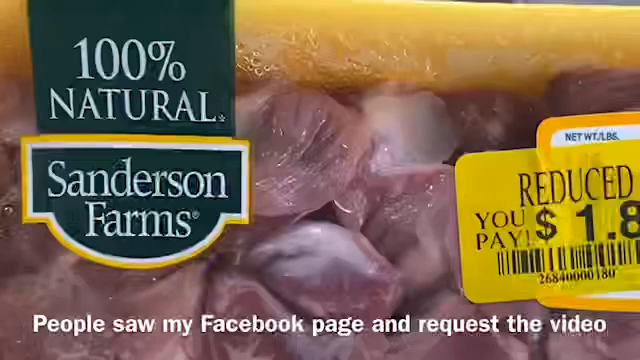 100%
NATURAL*
Sanderson
Farms®
NET WT./LBS.
REDUCED
YOU
PAY! $ 1.8
26840000180
People saw my Facebook page and request the video